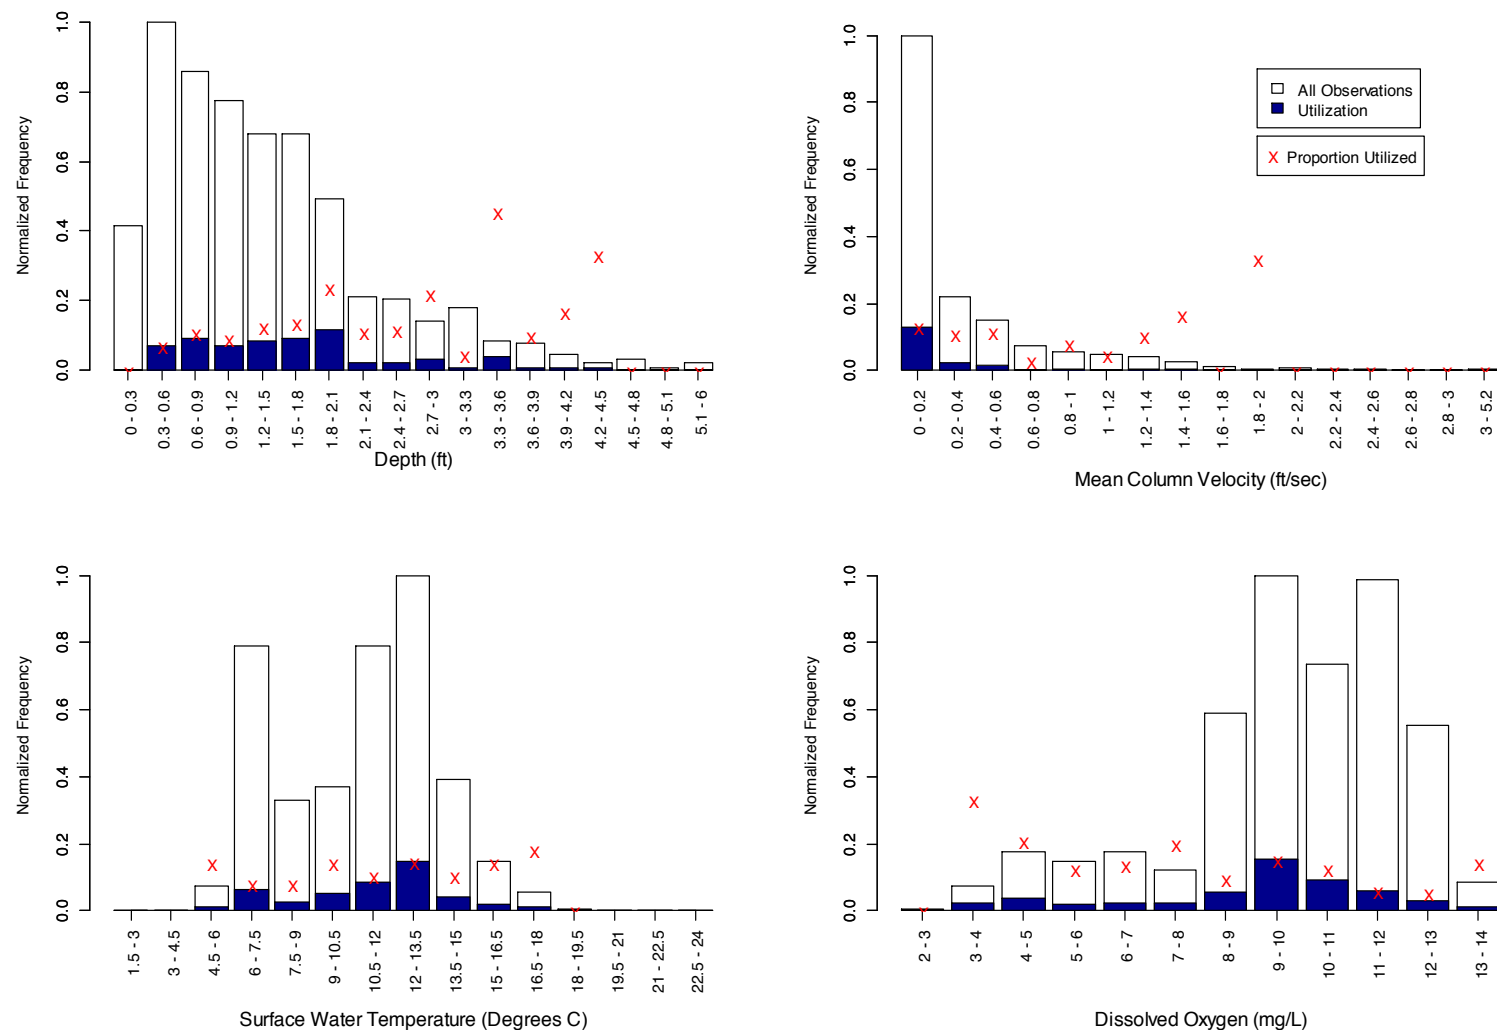 Normalized Frequency
0.0 0.2 0.4 0.6 0.8 1.0
0 - 0.3
0.3 - 0.6
0.6 - 0.9
0.9 - 1.2
1.2 - 1.5
1.5 - 1.8
1.8 - 2.1
2.1 - 2.4
2.4 - 2.7
2.7 - 3
3 - 3.3
3.3 - 3.6
3.6 - 3.9
3.9 - 4.2
4.2 - 4.5
4.5 - 4.8
4.8 - 5.1
5.1 - 6
Depth (ft)
Normalized Frequency
0.0 0.2 0.4 0.6 0.8 1.0
All Observations
Utilization
X Proportion Utilized
0 - 0.2
0.2 - 0.4
0.4 - 0.6
0.6 - 0.8
0.8 - 1
1 - 1.2
1.2 - 1.4
1.4 - 1.6
1.6 - 1.8
1.8 - 2
2 - 2.2
2.2 - 2.4
2.4 - 2.6
2.6 - 2.8
2.8 - 3
3 - 5.2
Mean Column Velocity (ft/sec)
Normalized Frequency
0.0 0.2 0.4 0.6 0.8 1.0
1.5 - 3
3 - 4.5
4.5 - 6
6 - 7.5
7.5 - 9
9 - 10.5
10.5 - 12
12 - 13.5
13.5 - 15
15 - 16.5
16.5 - 18
18 - 19.5
19.5 - 21
21 - 22.5
22.5 - 24
Surface Water Temperature (Degrees C)
Normalized Frequency
0.0 0.2 0.4 0.6 0.8 1.0
2 - 3
3 - 4
4 - 5
5 - 6
6 - 7
7 - 8
8 - 9
9 - 10
10 - 11
11 - 12
12 - 13
13 - 14
Dissolved Oxygen (mg/L)